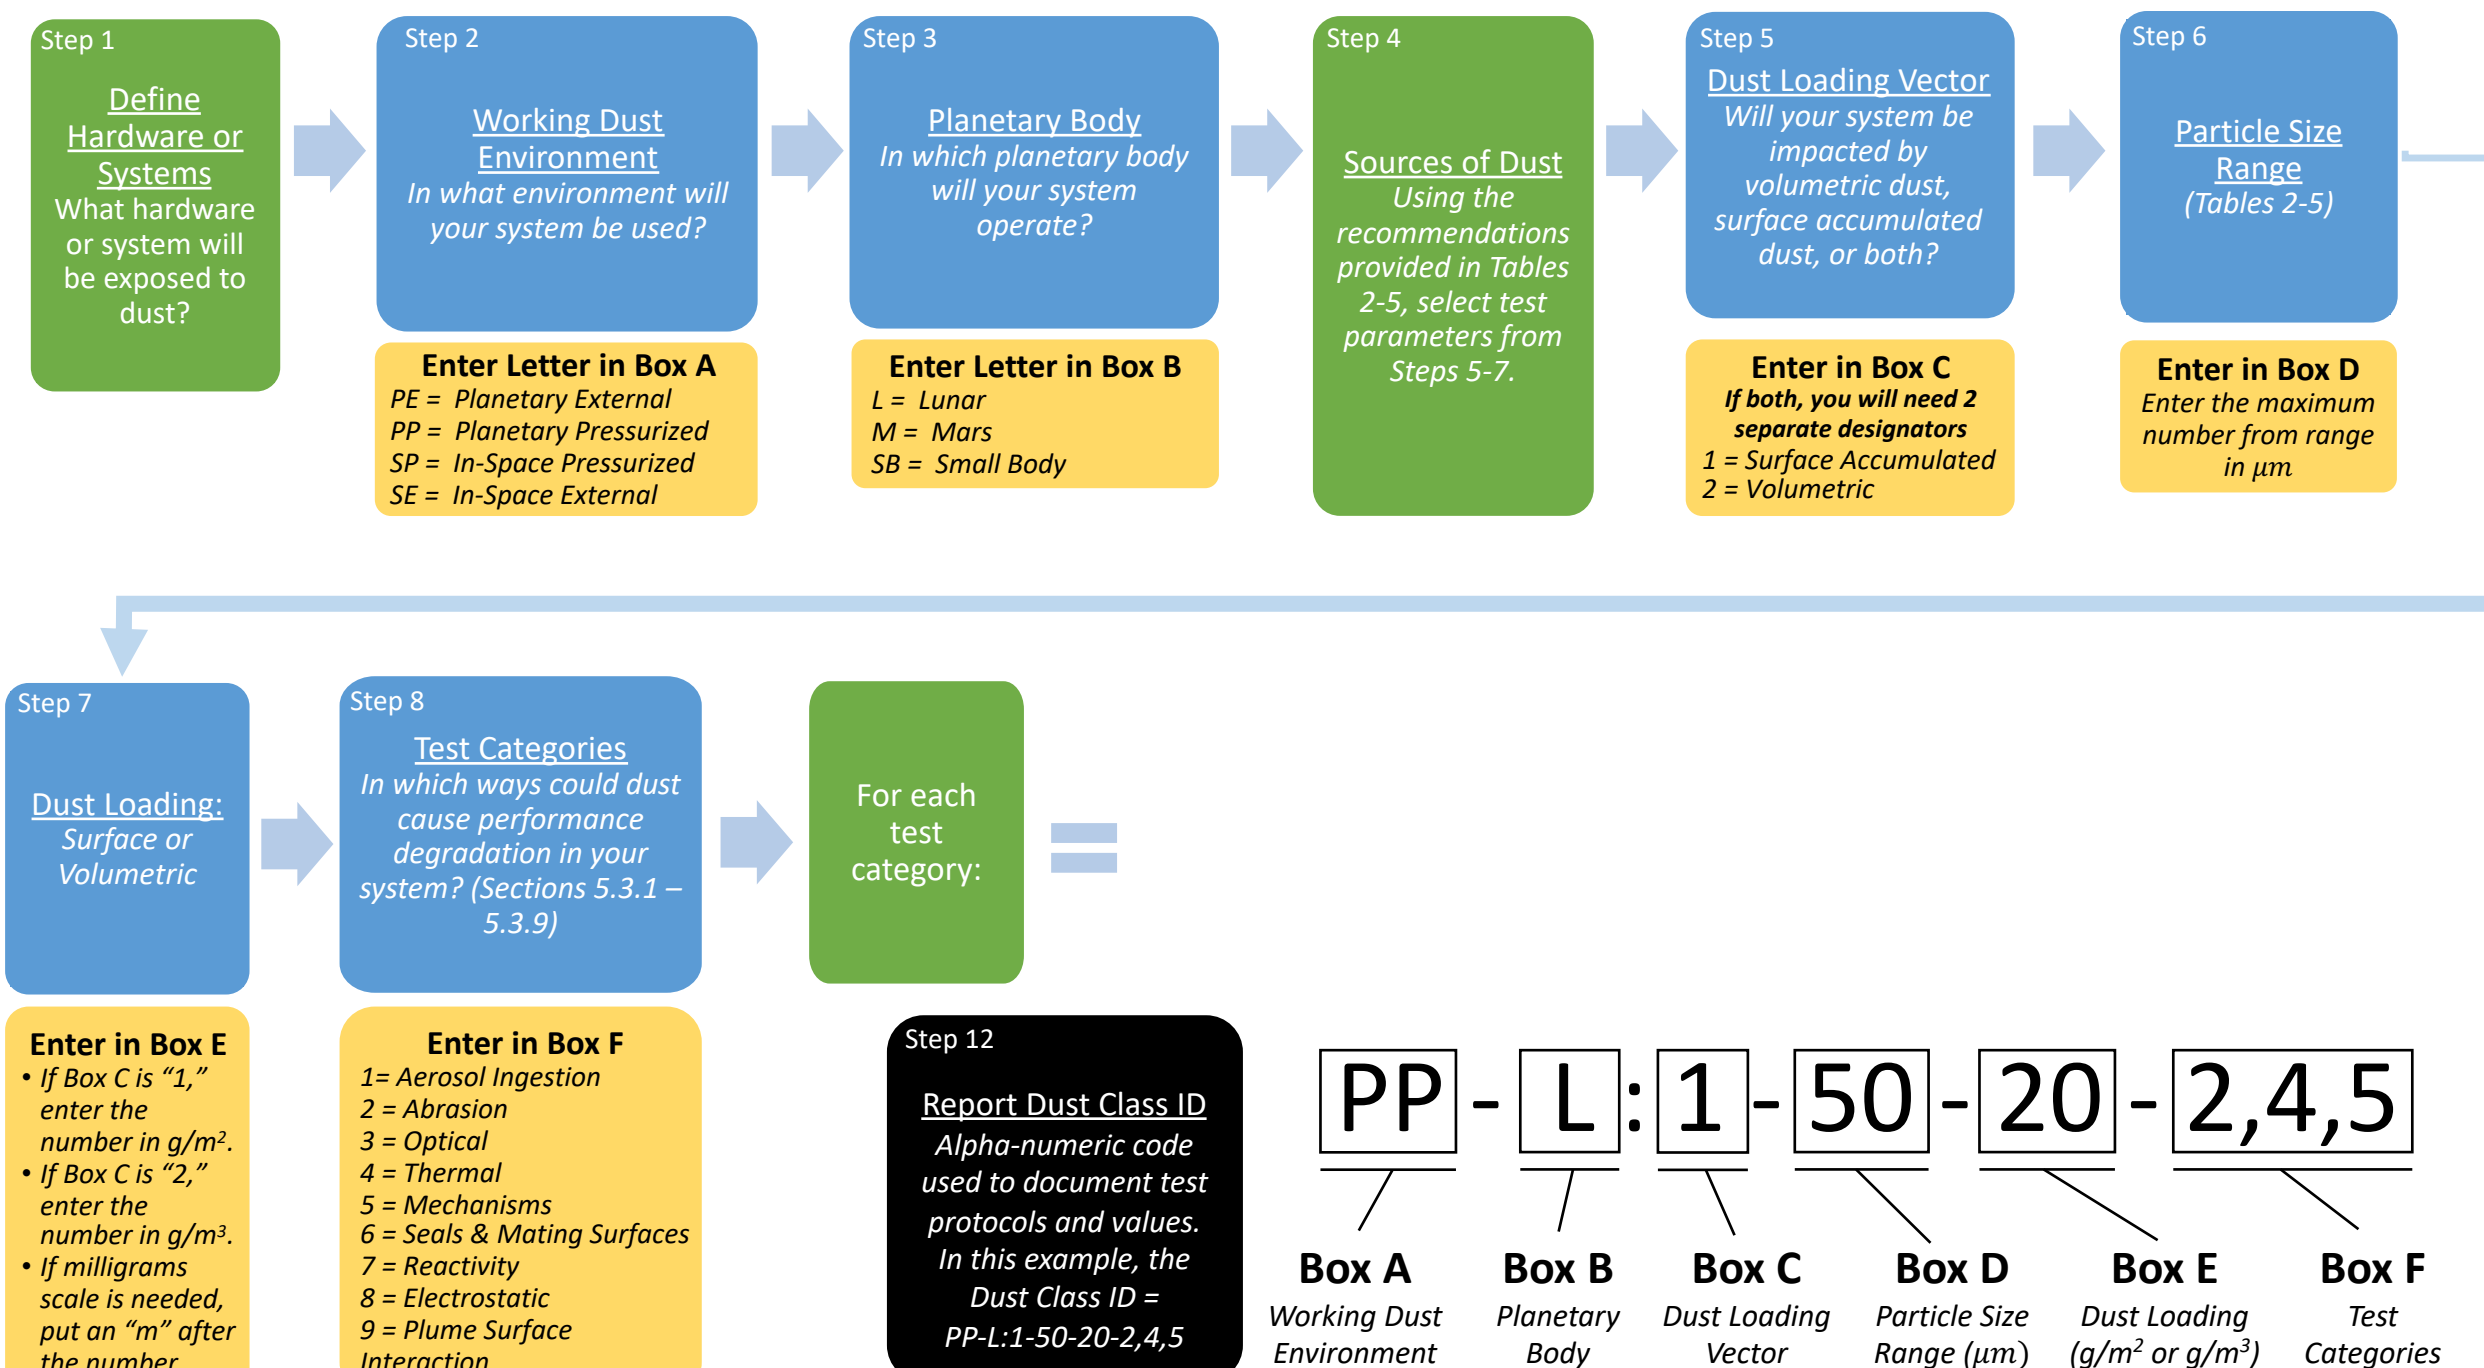 Step 1
Define
Hardware or
Systems
What hardware
or system will
be exposed to
dust?
Step 2
Working Dust
Environment
In what environment will
your system be used?
Enter Letter in Box A
PE = Planetary External
PP = Planetary Pressurized
SP = In-Space Pressurized
SE = In-Space External
Step 3
Planetary Body
In which planetary body
will your system
operate?
Enter Letter in Box B
L = Lunar
M = Mars
SB = Small Body
Step 4
Sources of Dust
Using the
recommendations
provided in Tables
2-5, select test
parameters from
Steps 5-7.
Step 5
Dust Loading Vector
Will your system be
impacted by
volumetric dust,
surface accumulated
dust, or both?
Enter in Box C
If both, you will need 2
separate designators
1 = Surface Accumulated
2 = Volumetric
Step 6
Particle Size
Range
(Tables 2-5)
Enter in Box D
Enter the maximum
number from range
in μm
Step 7
Dust Loading:
Surface or
Volumetric
Enter in Box E
• If Box C is “1,”
enter the
number in g/m².
• If Box C is “2,”
enter the
number in g/m³.
• If milligrams
scale is needed,
put an “m” after
the number
Step 8
Test Categories
In which ways could dust
cause performance
degradation in your
system? (Sections 5.3.1 –
5.3.9)
Enter in Box F
1= Aerosol Ingestion
2 = Abrasion
3 = Optical
4 = Thermal
5 = Mechanisms
6 = Seals & Mating Surfaces
7 = Reactivity
8 = Electrostatic
9 = Plume Surface
Interaction
For each
test
category:
Step 12
Report Dust Class ID
Alpha-numeric code
used to document test
protocols and values.
In this example, the
Dust Class ID =
PP-L:1-50-20-2,4,5
PP - L : 1 - 50 - 20 - 2,4,5
Box A
Working Dust
Environment
Box B
Planetary
Body
Box C
Dust Loading
Vector
Box D
Particle Size
Range (μm)
Box E
Dust Loading
(g/m² or g/m³)
Box F
Test
Categories